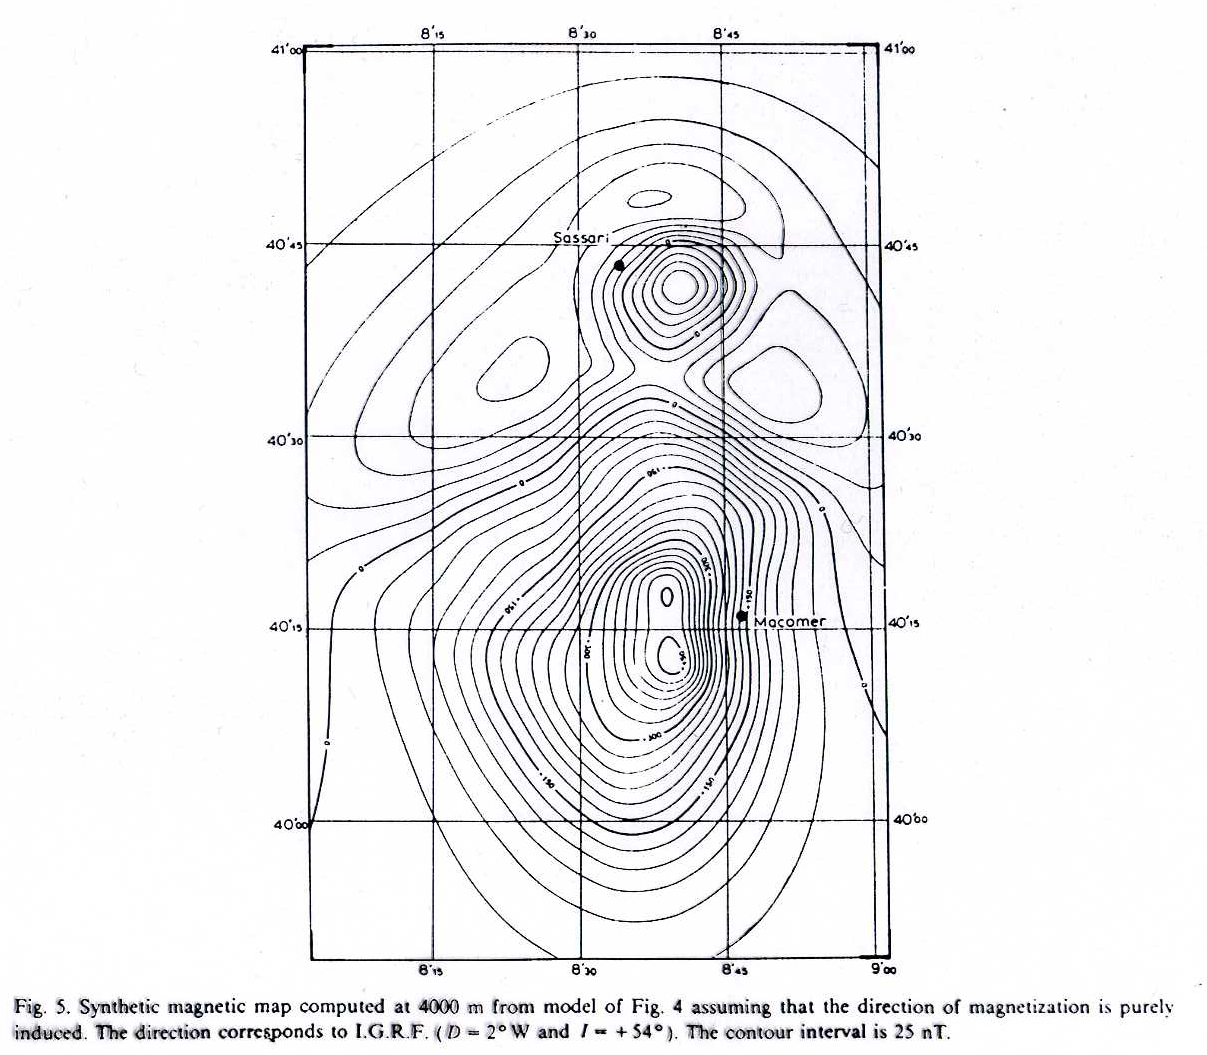 8°15 8°30 8°45
41°00 41°00
Sassari
40°45 0 40°45
0
0
40°30 40°30
150
0 0
300
0
150 150
40°15 Macomer 40°15
300
450
0
300
0
150 150
40°00 40°00
8°15 8°30 8°45 9°00
Fig. 5. Synthetic magnetic map computed at 4000 m from model of Fig. 4 assuming that the direction of magnetization is purely
induced. The direction corresponds to I.G.R.F. (D = 2° W and I = +54°). The contour interval is 25 nT.